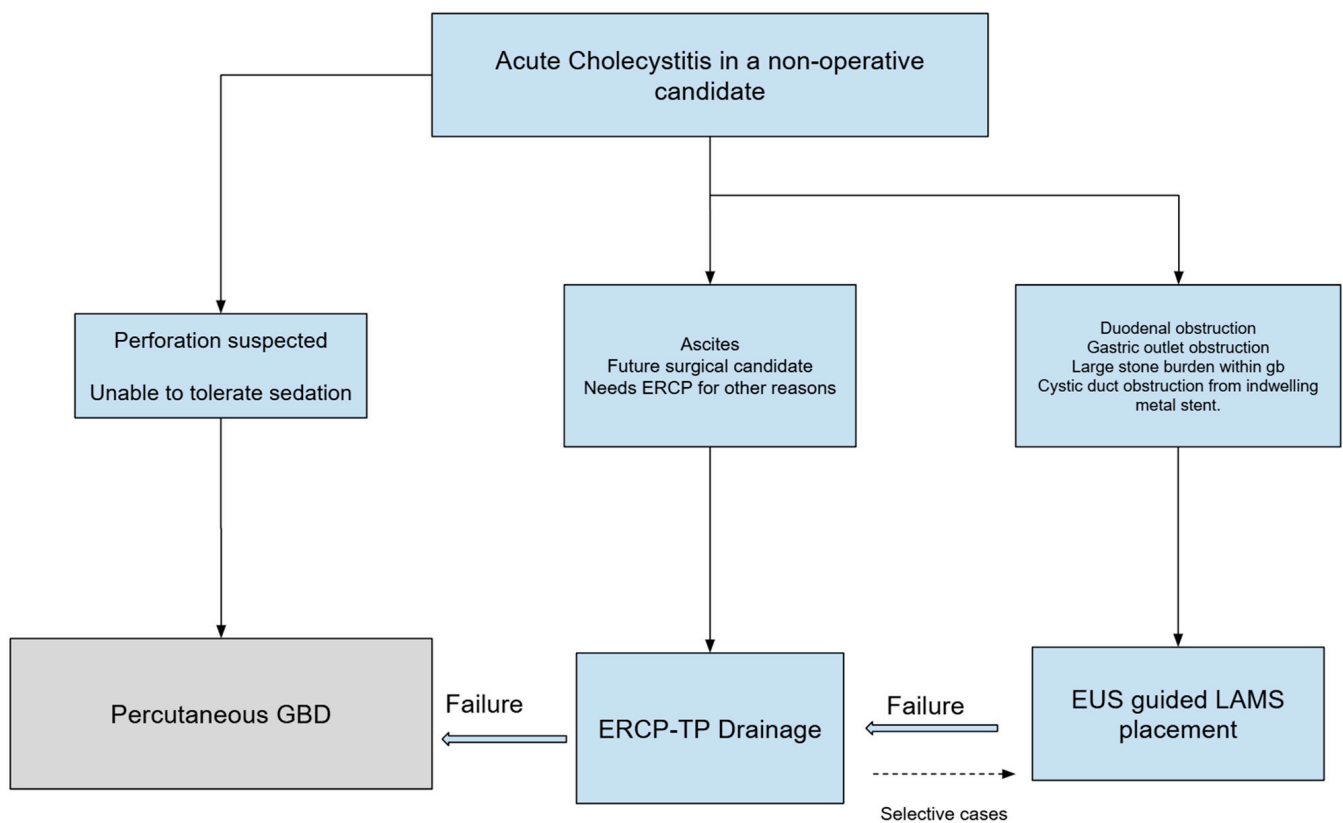 Acute Cholecystitis in a non-operative
candidate
Perforation suspected
Unable to tolerate sedation
Ascites
Future surgical candidate
Needs ERCP for other reasons
Duodenal obstruction
Gastric outlet obstruction
Large stone burden within gb
Cystic duct obstruction from indwelling
metal stent.
Percutaneous GBD
Failure
ERCP-TP Drainage
Failure
Selective cases
EUS guided LAMS
placement